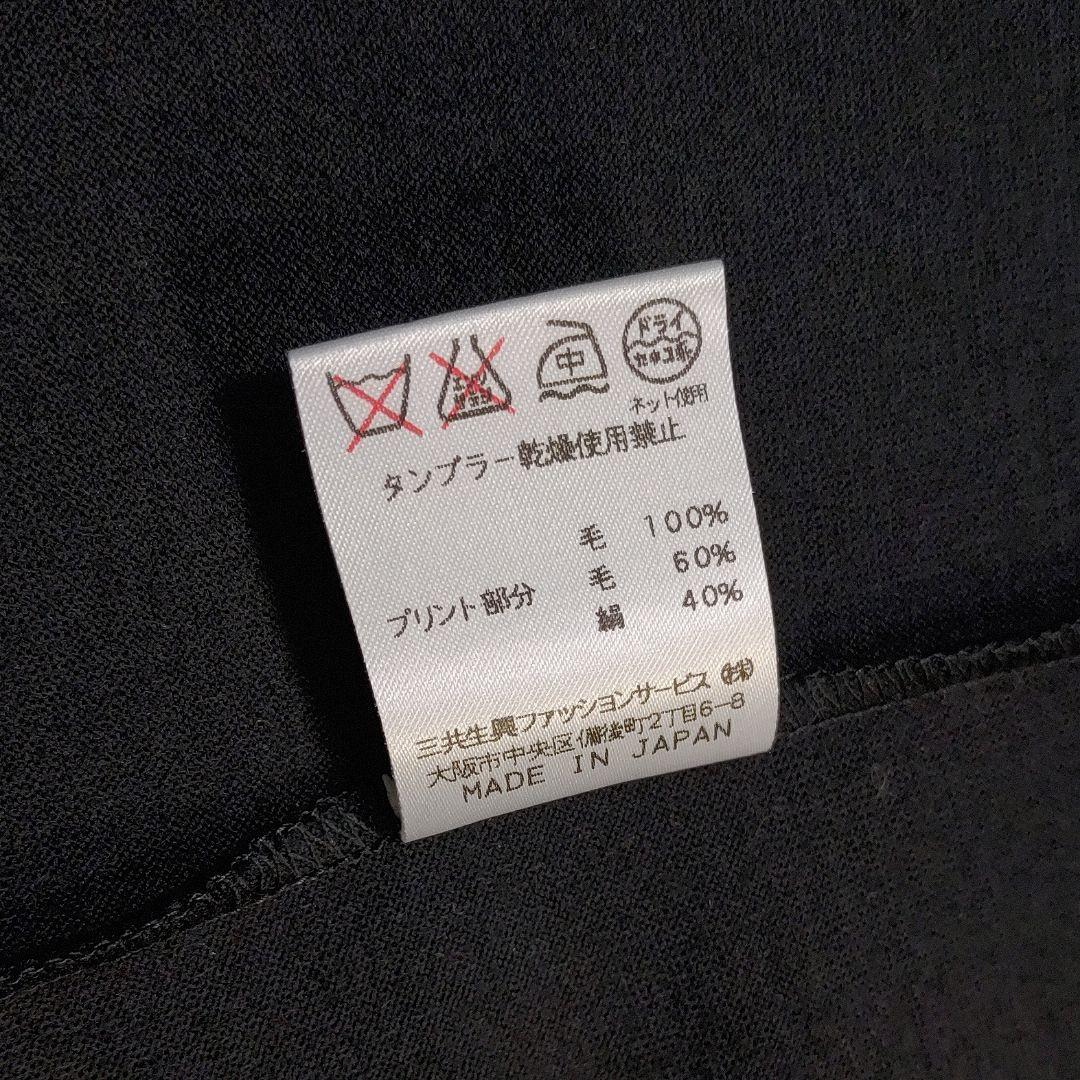 中 ドライ
セキユ系
ネット使用
タンブラー乾燥使用禁止
毛 100%
プリント部分 毛 60%
絹 40%
三共生興ファッションサービス(株)
大阪市中央区備後町2丁目6-8
MADE IN JAPAN